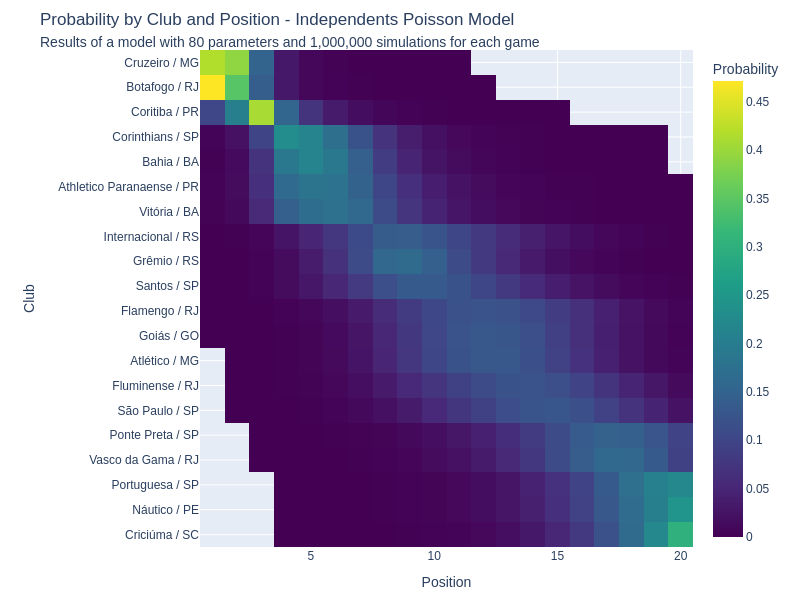 Probability by Club and Position - Independents Poisson Model
Results of a model with 80 parameters and 1,000,000 simulations for each game
Probability
Club
Cruzeiro / MG
Botafogo / RJ
Coritiba / PR
Corinthians / SP
Bahia / BA
Athletico Paranaense / PR
Vitória / BA
Internacional / RS
Grêmio / RS
Santos / SP
Flamengo / RJ
Goiás / GO
Atlético / MG
Fluminense / RJ
São Paulo / SP
Ponte Preta / SP
Vasco da Gama / RJ
Portuguesa / SP
Náutico / PE
Criciúma / SC
5 10 15 20
Position
0.45
0.4
0.35
0.3
0.25
0.2
0.15
0.1
0.05
0